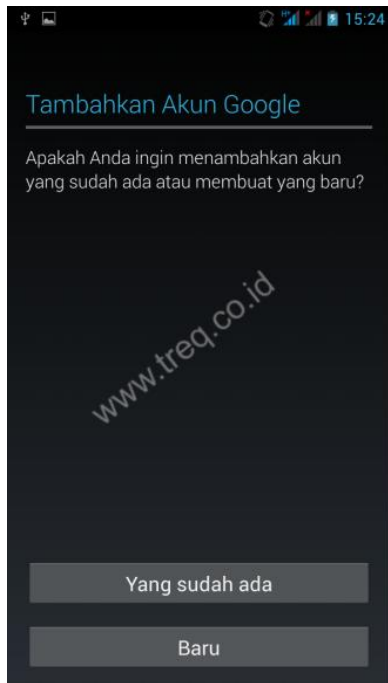 15:24
Tambahkan Akun Google
Apakah Anda ingin menambahkan akun
yang sudah ada atau membuat yang baru?
www.treq.co.id
Yang sudah ada
Baru